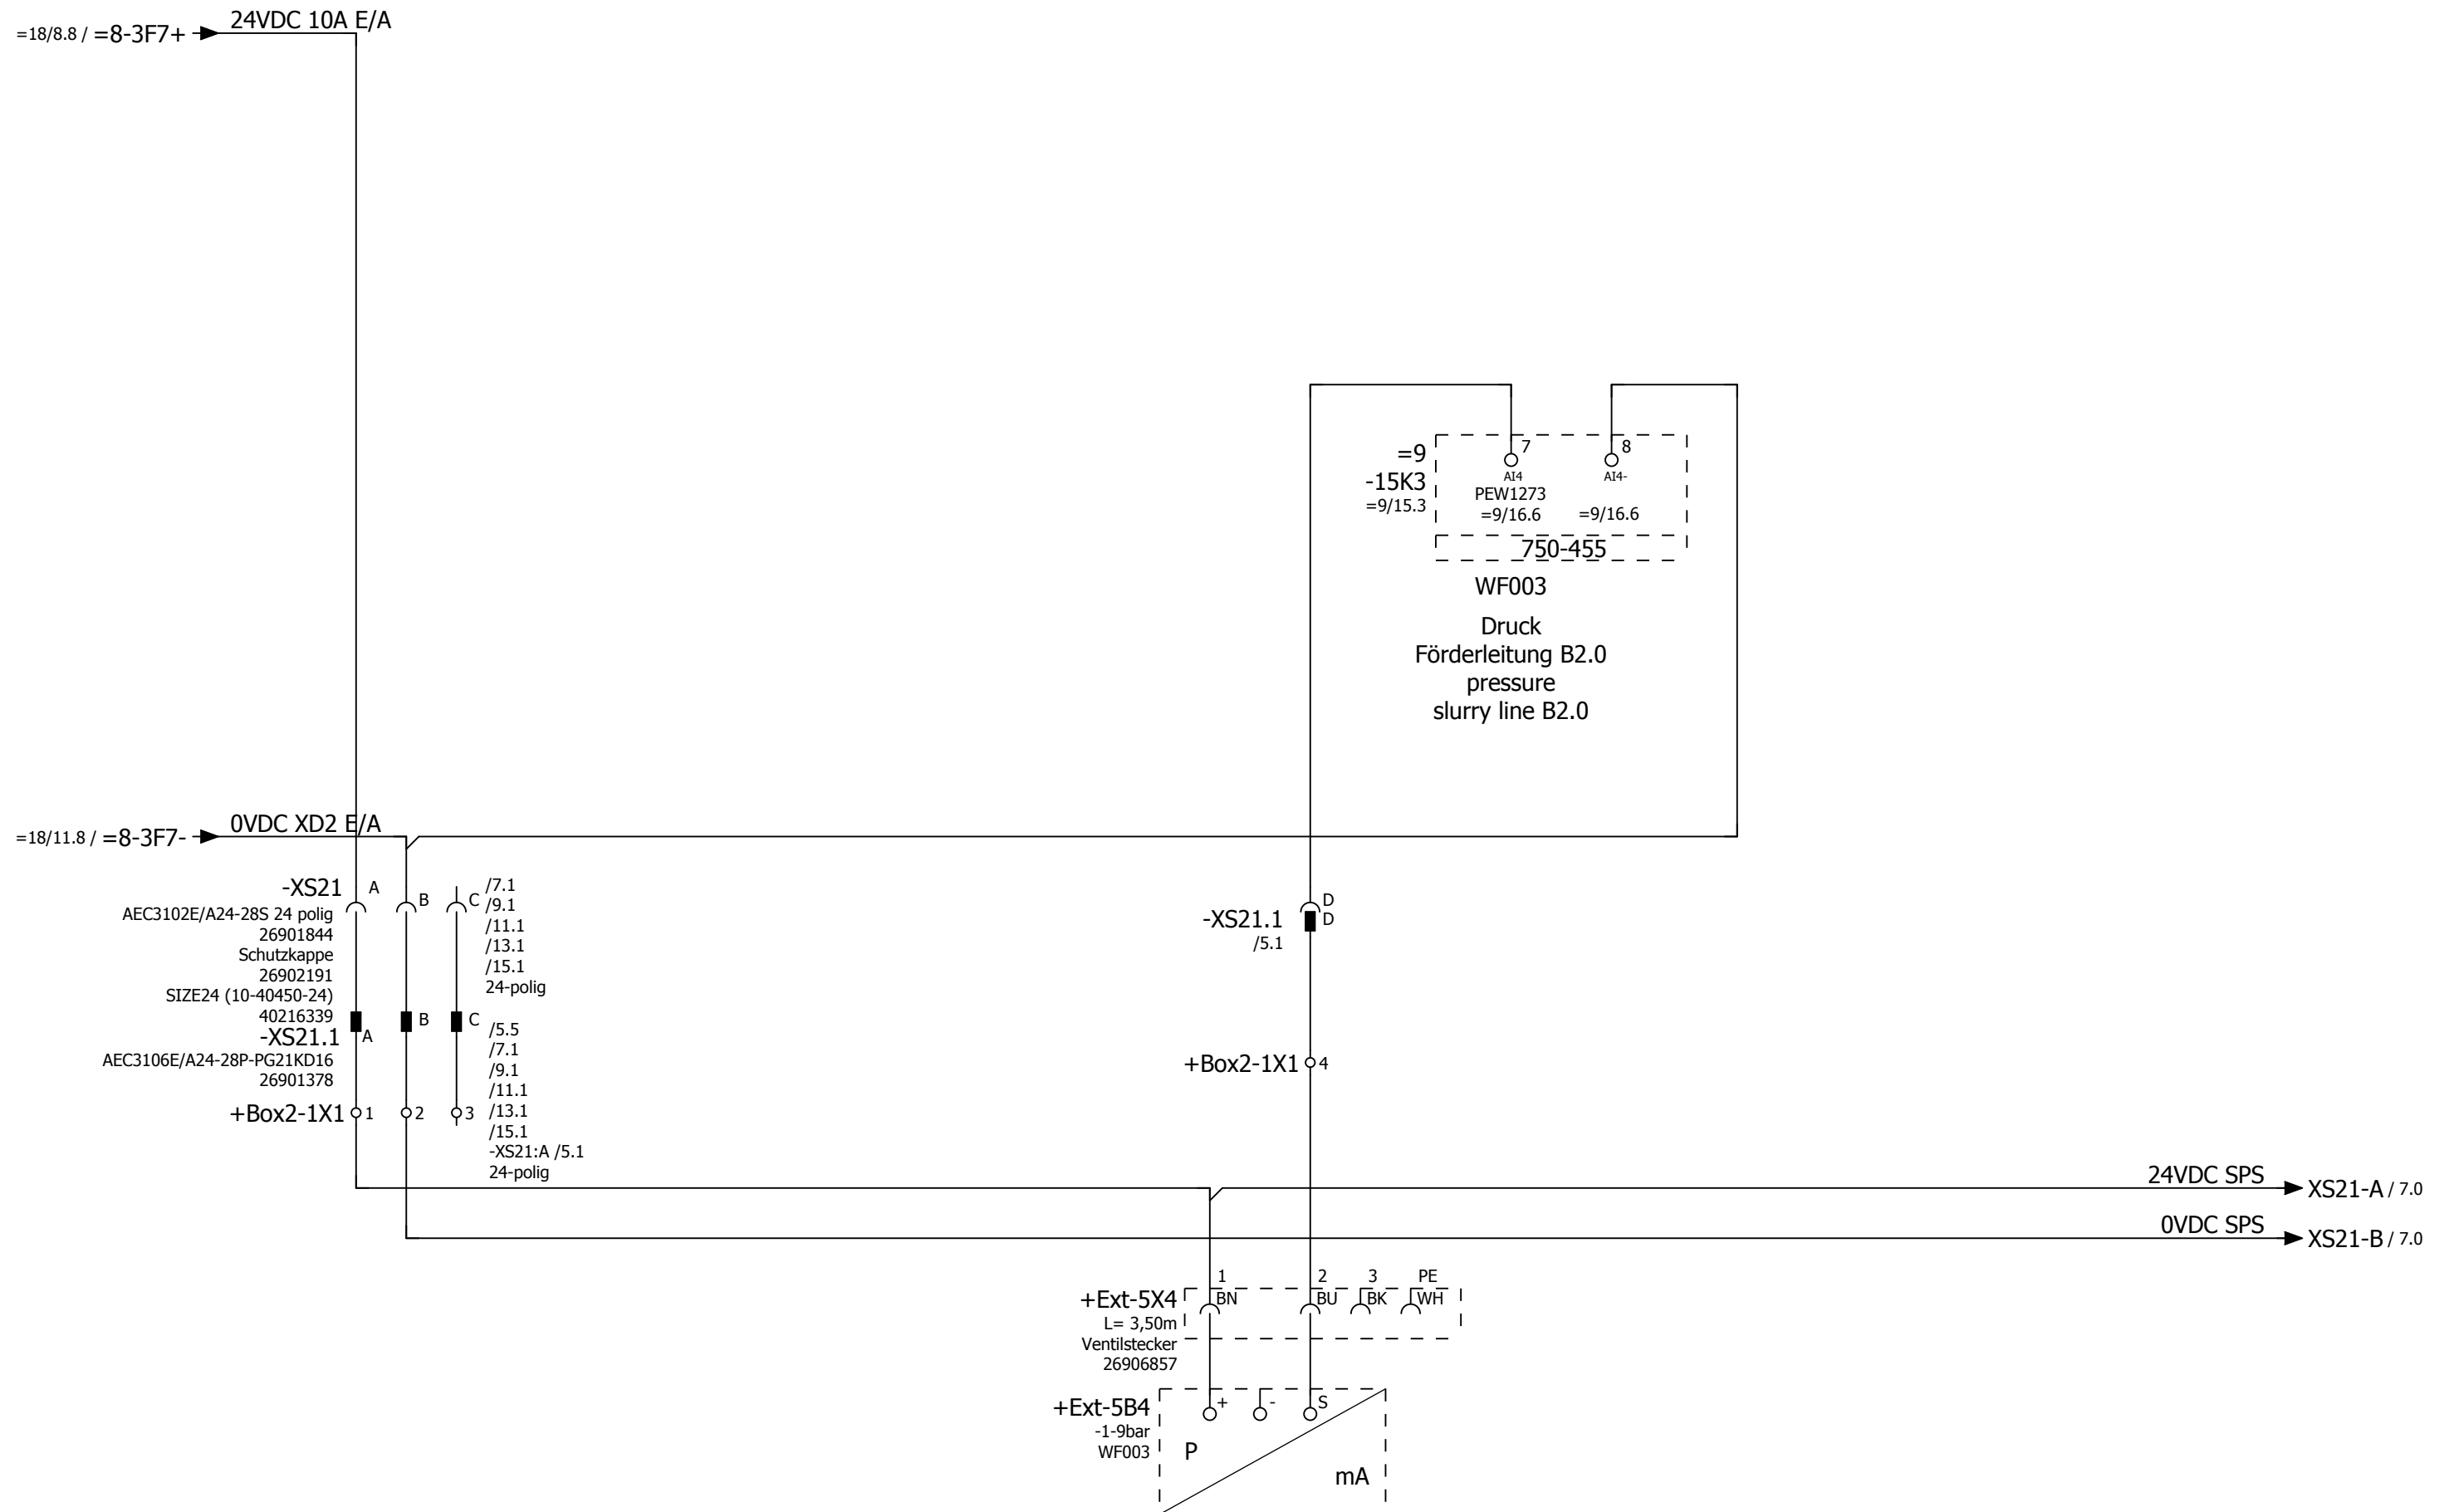 24VDC 10A E/A
=18/8.8 / =8-3F7+
=9
-15K3
=9/15.3
7
8
AI4
AI4-
PEW1273
=9/16.6
=9/16.6
750-455
WF003
Druck
Förderleitung B2.0
pressure
slurry line B2.0
0VDC XD2 E/A
=18/11.8 / =8-3F7-
-XS21
A
B
C
AEC3102E/A24-28S 24 polig
26901844
Schutzkappe
26902191
SIZE24 (10-40450-24)
40216339
/7.1
/9.1
/11.1
/13.1
/15.1
24-polig
-XS21.1
A
B
C
AEC3106E/A24-28P-PG21KD16
26901378
+Box2-1X1
1
2
3
/5.5
/7.1
/9.1
/11.1
/13.1
/15.1
-XS21:A /5.1
24-polig
D
D
-XS21.1
/5.1
+Box2-1X1
4
24VDC SPS
XS21-A / 7.0
0VDC SPS
XS21-B / 7.0
1
2
3
PE
BN
BU
BK
WH
+Ext-5X4
L= 3,50m
Ventilstecker
26906857
+Ext-5B4
-1-9bar
WF003
+
-
S
P
mA